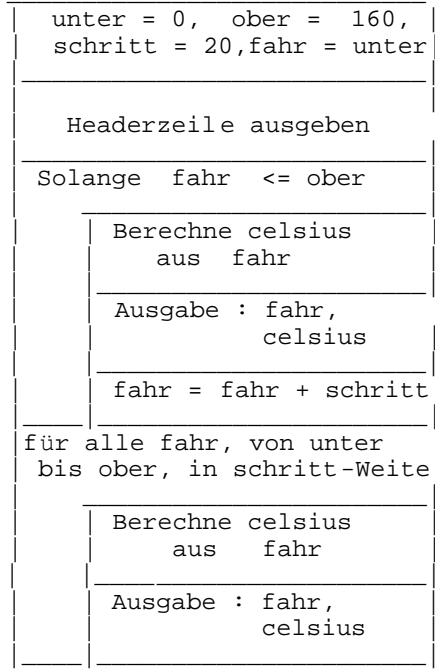 unter = 0, ober = 160,
schritt = 20,fahr = unter
Headerzeile ausgeben
Solange fahr <= ober
Berechne celsius
aus fahr
Ausgabe : fahr,
celsius
fahr = fahr + schritt
für alle fahr, von unter
bis ober, in schritt-Weite
Berechne celsius
aus fahr
Ausgabe : fahr,
celsius